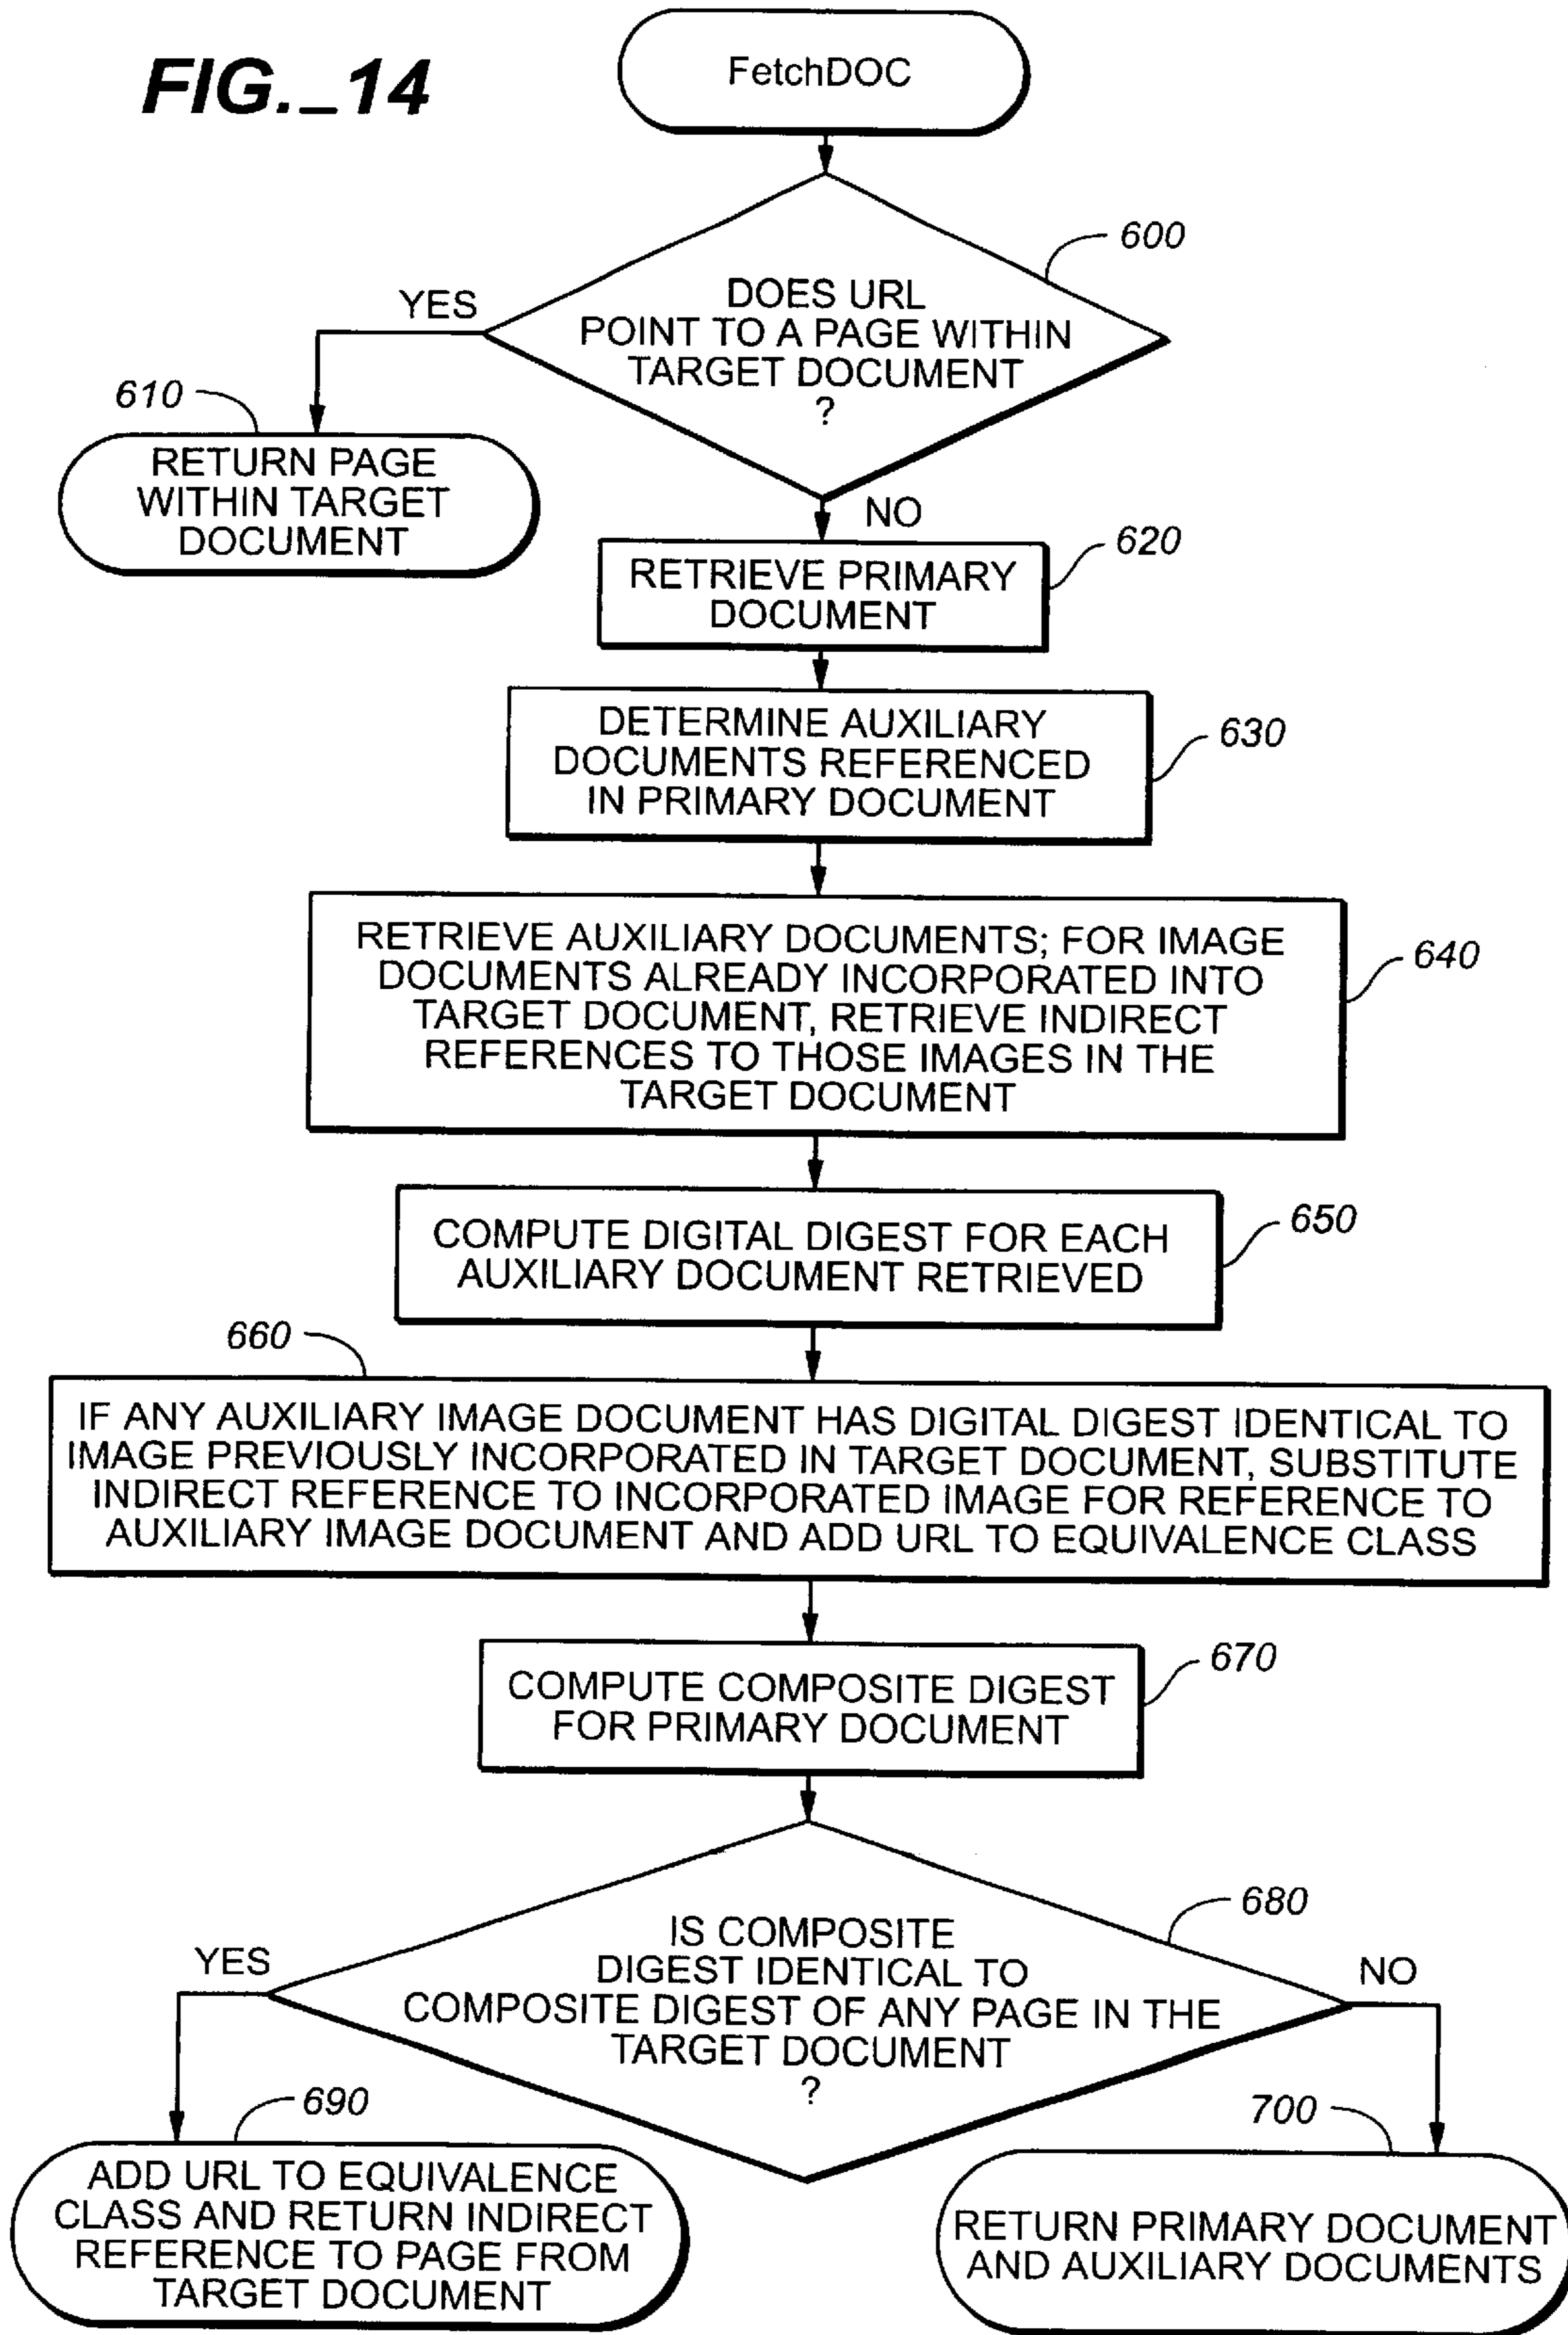 FIG._14
FetchDOC
600
DOES URL
POINT TO A PAGE WITHIN
TARGET DOCUMENT
?
YES
610
RETURN PAGE
WITHIN TARGET
DOCUMENT
NO
620
RETRIEVE PRIMARY
DOCUMENT
630
DETERMINE AUXILIARY
DOCUMENTS REFERENCED
IN PRIMARY DOCUMENT
640
RETRIEVE AUXILIARY DOCUMENTS; FOR IMAGE
DOCUMENTS ALREADY INCORPORATED INTO
TARGET DOCUMENT, RETRIEVE INDIRECT
REFERENCES TO THOSE IMAGES IN THE
TARGET DOCUMENT
650
COMPUTE DIGITAL DIGEST FOR EACH
AUXILIARY DOCUMENT RETRIEVED
660
IF ANY AUXILIARY IMAGE DOCUMENT HAS DIGITAL DIGEST IDENTICAL TO
IMAGE PREVIOUSLY INCORPORATED IN TARGET DOCUMENT, SUBSTITUTE
INDIRECT REFERENCE TO INCORPORATED IMAGE FOR REFERENCE TO
AUXILIARY IMAGE DOCUMENT AND ADD URL TO EQUIVALENCE CLASS
670
COMPUTE COMPOSITE DIGEST
FOR PRIMARY DOCUMENT
680
IS COMPOSITE
DIGEST IDENTICAL TO
COMPOSITE DIGEST OF ANY PAGE IN THE
TARGET DOCUMENT
?
YES
NO
690
ADD URL TO EQUIVALENCE
CLASS AND RETURN INDIRECT
REFERENCE TO PAGE FROM
TARGET DOCUMENT
700
RETURN PRIMARY DOCUMENT
AND AUXILIARY DOCUMENTS